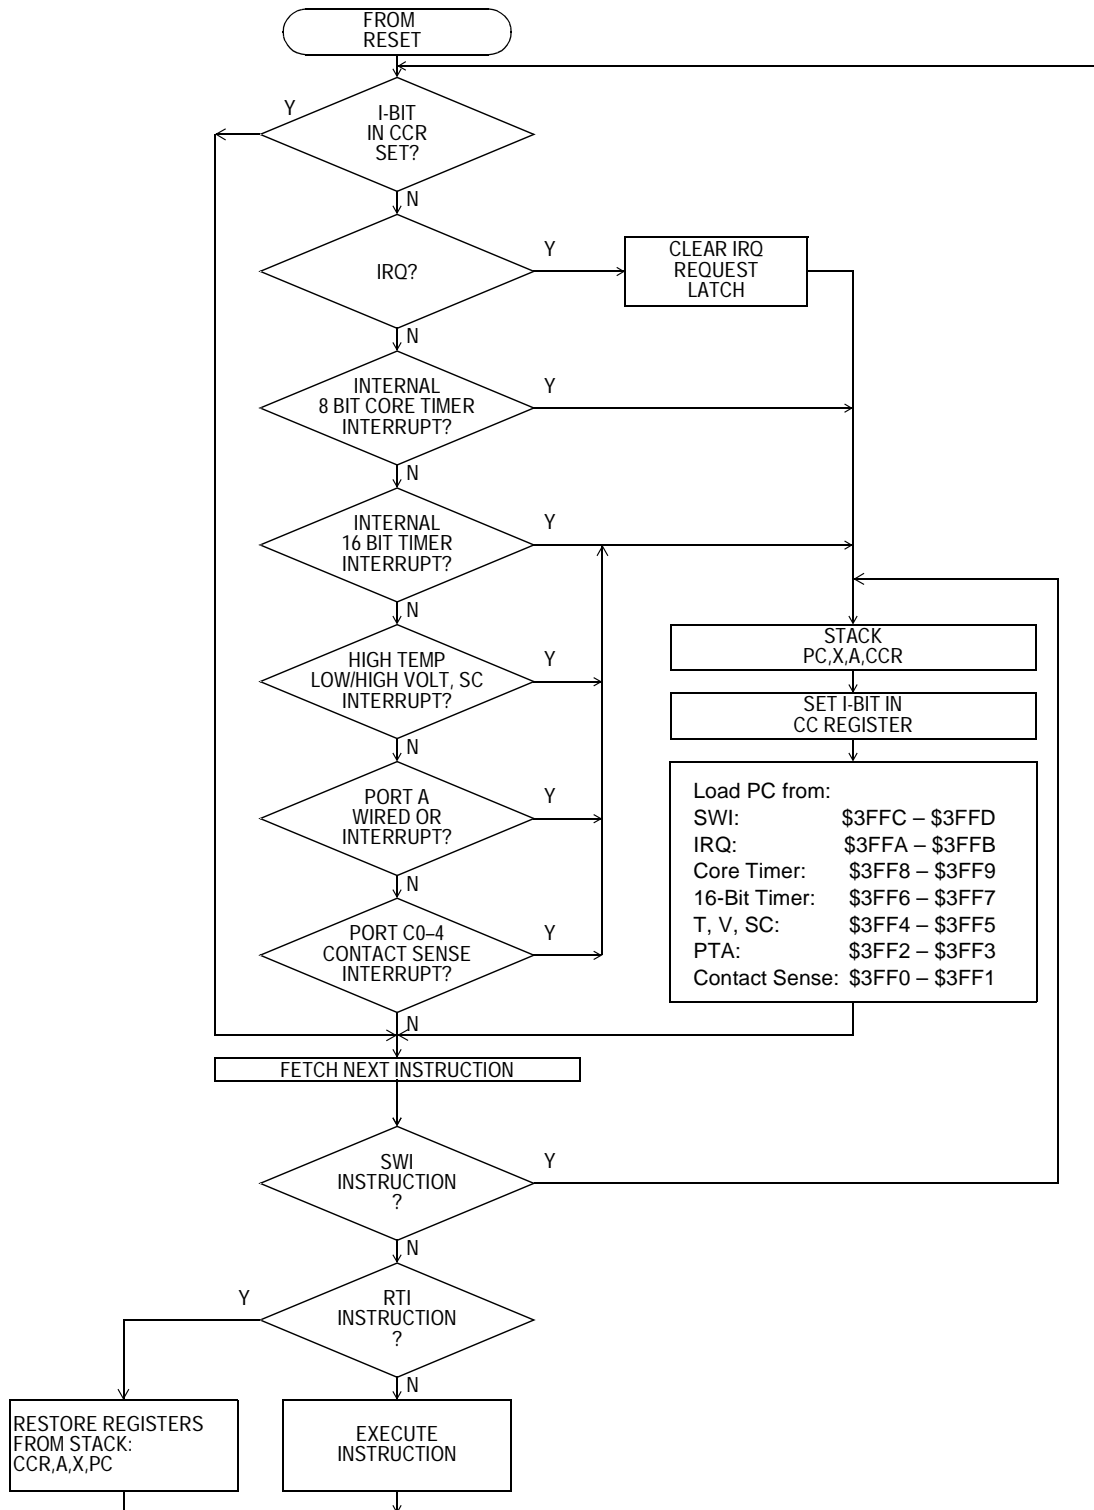 FROM
RESET
Y
I-BIT
IN CCR
SET?
N
IRQ?
Y
CLEAR IRQ
REQUEST
LATCH
N
INTERNAL
8 BIT CORE TIMER
INTERRUPT?
Y
N
INTERNAL
16 BIT TIMER
INTERRUPT?
Y
N
STACK
PC,X,A,CCR
HIGH TEMP
LOW/HIGH VOLT, SC
INTERRUPT?
Y
SET I-BIT IN
CC REGISTER
N
PORT A
WIRED OR
INTERRUPT?
Y
N
PORT C0–4
CONTACT SENSE
INTERRUPT?
Y
N
Load PC from:
SWI: $3FFC – $3FFD
IRQ: $3FFA – $3FFB
Core Timer: $3FF8 – $3FF9
16-Bit Timer: $3FF6 – $3FF7
T, V, SC: $3FF4 – $3FF5
PTA: $3FF2 – $3FF3
Contact Sense: $3FF0 – $3FF1
FETCH NEXT INSTRUCTION
SWI
INSTRUCTION
?
Y
N
Y
RTI
INSTRUCTION
?
N
RESTORE REGISTERS
FROM STACK:
CCR,A,X,PC
EXECUTE
INSTRUCTION